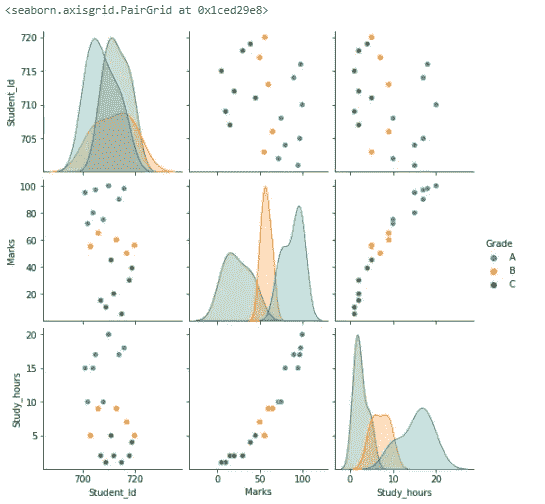 <seaborn.axisgrid.PairGrid at 0x1ced29e8>
720
715
710
705
Student_Id
100
80
60
40
20
Marks
Grade
A
B
C
20
15
10
5
Study_hours
700
720
Student_Id
0
50
100
Marks
0
10
20
Study_hours